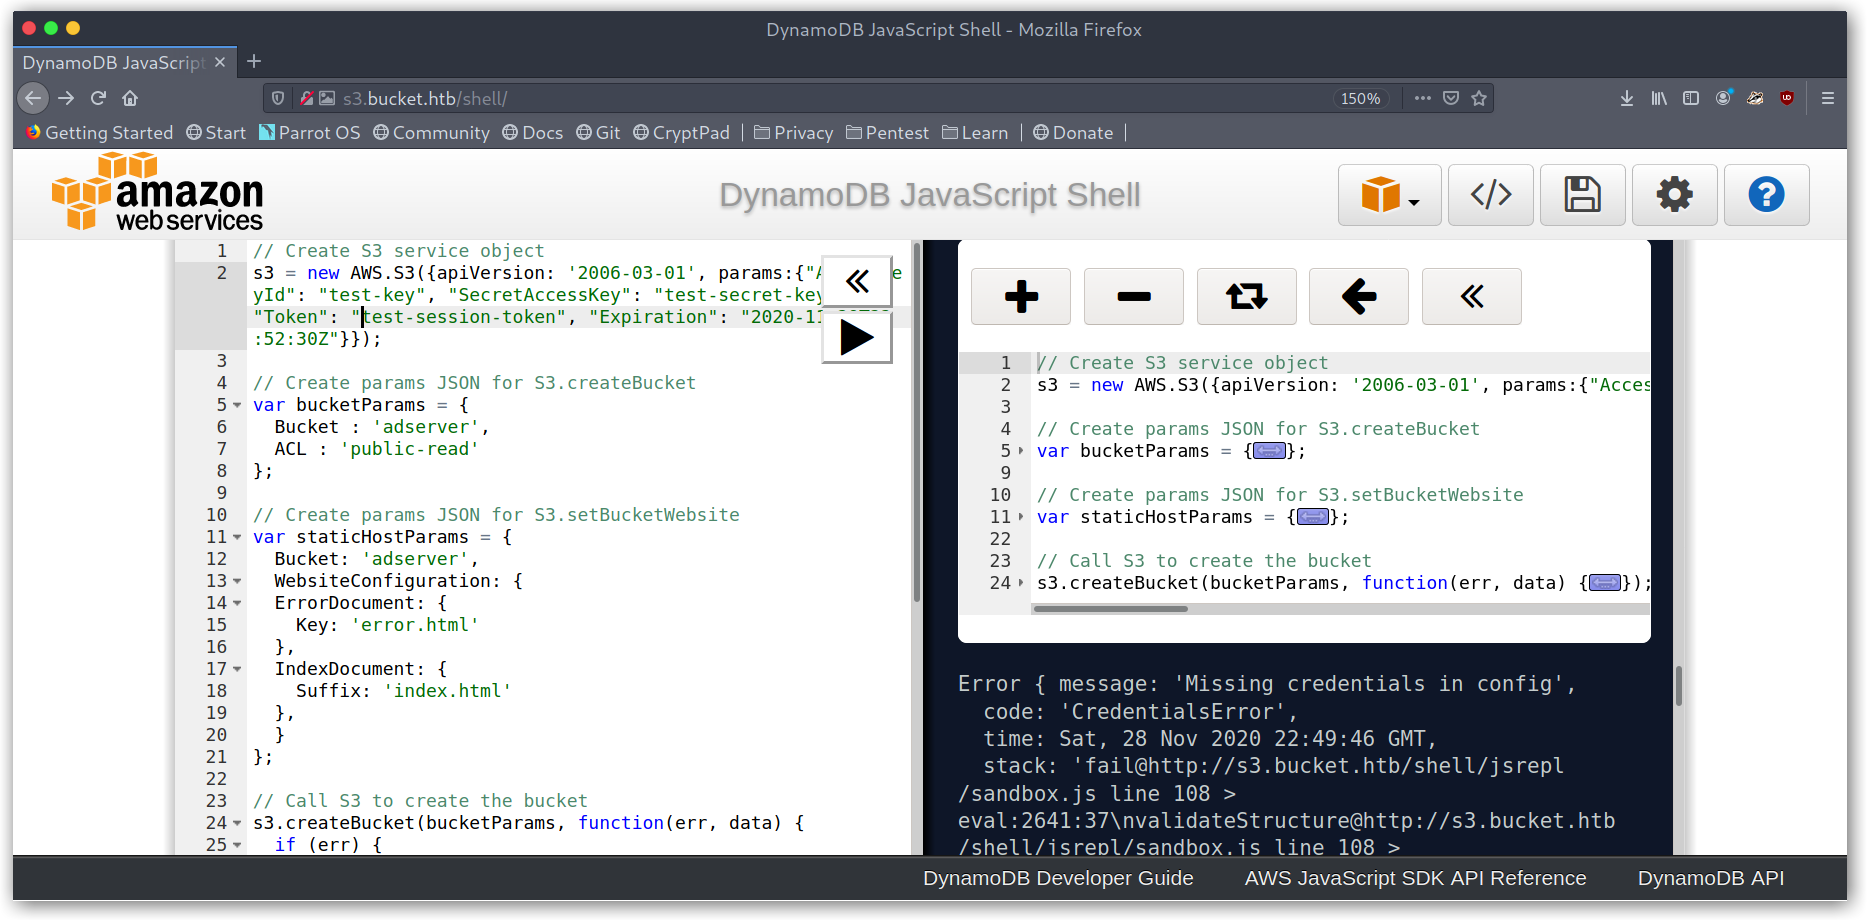 DynamoDB JavaScript Shell - Mozilla Firefox
DynamoDB JavaScript
s3.bucket.htb/shell/
150%
Getting Started Start Parrot OS Community Docs Git CryptPad Privacy Pentest Learn Donate
amazon
web services
DynamoDB JavaScript Shell
1 // Create S3 service object
2 s3 = new AWS.S3({apiVersion: '2006-03-01', params:{"A e
yId": "test-key", "SecretAccessKey": "test-secret-key
"Token": "test-session-token", "Expiration": "2020-11
:52:30Z"}});
3
4 // Create params JSON for S3.createBucket
5 var bucketParams = {
6 Bucket : 'adserver',
7 ACL : 'public-read'
8 };
9
10 // Create params JSON for S3.setBucketWebsite
11 var staticHostParams = {
12 Bucket: 'adserver',
13 WebsiteConfiguration: {
14 ErrorDocument: {
15 Key: 'error.html'
16 },
17 IndexDocument: {
18 Suffix: 'index.html'
19 },
20 }
21 };
22
23 // Call S3 to create the bucket
24 s3.createBucket(bucketParams, function(err, data) {
25 if (err) {
1 // Create S3 service object
2 s3 = new AWS.S3({apiVersion: '2006-03-01', params:{"Acces
3
4 // Create params JSON for S3.createBucket
5 var bucketParams = {};
9
10 // Create params JSON for S3.setBucketWebsite
11 var staticHostParams = {};
22
23 // Call S3 to create the bucket
24 s3.createBucket(bucketParams, function(err, data) {});
Error { message: 'Missing credentials in config',
code: 'CredentialsError',
time: Sat, 28 Nov 2020 22:49:46 GMT,
stack: 'fail@http://s3.bucket.htb/shell/jsrepl
/sandbox.js line 108 >
eval:2641:37\nvalidateStructure@http://s3.bucket.htb
/shell/jsrepl/sandbox.js line 108 >
DynamoDB Developer Guide AWS JavaScript SDK API Reference DynamoDB API